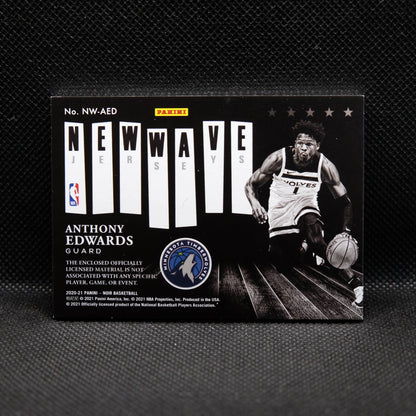 No. NW-AED
PANINI
NEW WAVE
JERSEYS
NBA
WOLVES
1
ANTHONY
EDWARDS
GUARD
MINNESOTA TIMBERWOLVES
THE ENCLOSED OFFICIALLY
LICENSED MATERIAL IS NOT
ASSOCIATED WITH ANY SPECIFIC
PLAYER, GAME, OR EVENT.
2020-21 PANINI - NOIR BASKETBALL
© 2021 Panini America, Inc. © 2021 NBA Properties, Inc. Produced in the USA.
© 2021 Officially licensed product of the National Basketball Players Association.